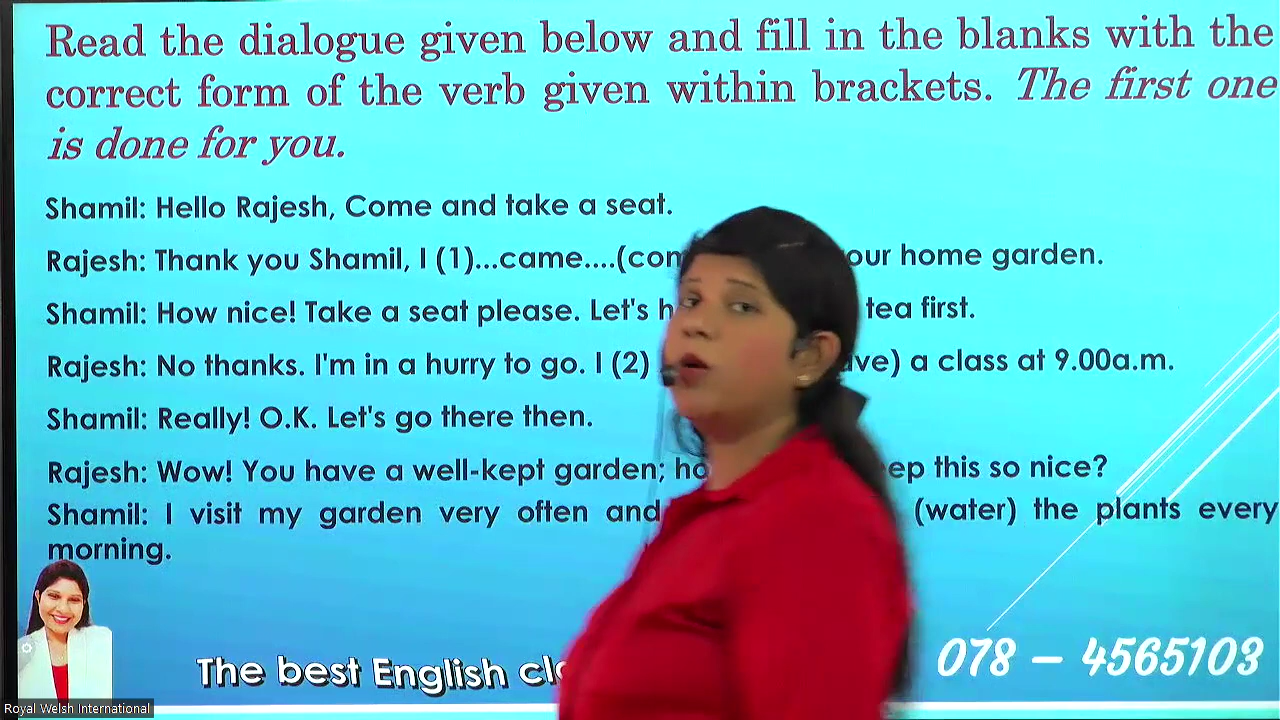 Read the dialogue given below and fill in the blanks with the
correct form of the verb given within brackets. The first one
is done for you.
Shamil: Hello Rajesh, Come and take a seat.
Rajesh: Thank you Shamil, I (1)...came....(com our home garden.
Shamil: How nice! Take a seat please. Let's h tea first.
Rajesh: No thanks. I'm in a hurry to go. I (2) ve) a class at 9.00a.m.
Shamil: Really! O.K. Let's go there then.
Rajesh: Wow! You have a well-kept garden; ho ep this so nice?
Shamil: I visit my garden very often and (water) the plants every
morning.
The best English cl
078 – 4565103
Royal Welsh International